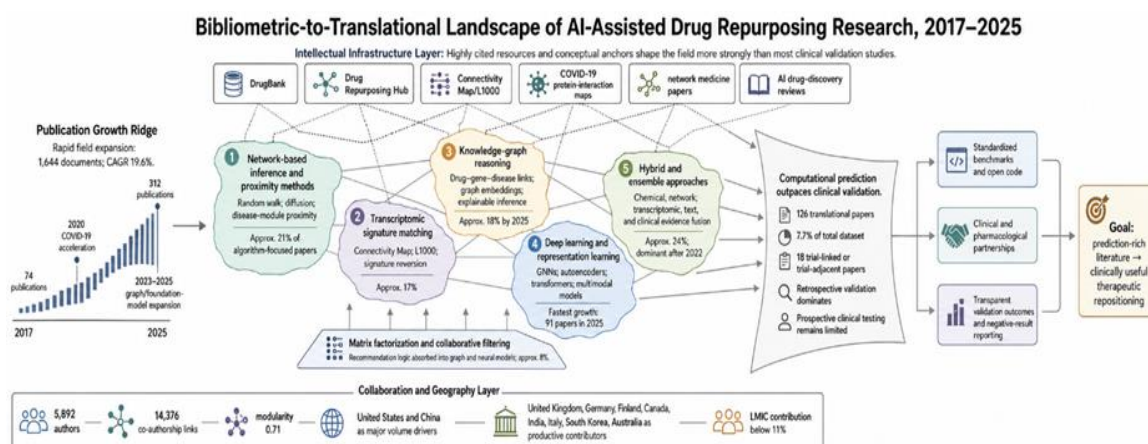 Bibliometric-to-Translational Landscape of AI-Assisted Drug Repurposing Research, 2017–2025
Intellectual Infrastructure Layer: Highly cited resources and conceptual anchors shape the field more strongly than most clinical validation studies.
DrugBank
Drug
Repurposing Hub
Connectivity
Map/L1000
COVID-19
protein-interaction
maps
network medicine
papers
AI drug-discovery
reviews
Publication Growth Ridge
Rapid field expansion:
1,644 documents; CAGR 19.6%.
312
publications
2020
COVID-19
acceleration
74
publications
2023–2025
graph/foundation-
model expansion
2017
2025
1
Network-based
inference and
proximity methods
Random walk; diffusion;
disease-module proximity
Approx. 21% of
algorithm-focused papers
2
Transcriptomic
signature matching
Connectivity Map; L1000;
signature reversion
Approx. 17%
3
Knowledge-graph
reasoning
Drug–gene–disease links;
graph embeddings;
explainable inference
Approx. 18% by 2025
4
Deep learning and
representation learning
GNNs; autoencoders;
transformers; multimodal
models
Fastest growth:
91 papers in 2025
5
Hybrid and
ensemble approaches
Chemical, network;
transcriptomic, text,
and clinical evidence fusion
Approx. 24%;
dominant after 2022
Matrix factorization and collaborative filtering
Recommendation logic absorbed into graph and neural models; approx. 8%.
Computational prediction
outpaces clinical validation.
126 translational papers
7.7% of total dataset
18 trial-linked or
trial-adjacent papers
Retrospective validation
dominates
Prospective clinical testing
remains limited
Standardized
benchmarks
and open code
Clinical and
pharmacological
partnerships
Transparent
validation outcomes
and negative-result
reporting
Goal:
prediction-rich
literature →
clinically useful
therapeutic
repositioning
Collaboration and Geography Layer
5,892
authors
14,376
co-authorship links
modularity
0.71
United States and China
as major volume drivers
United Kingdom, Germany, Finland, Canada,
India, Italy, South Korea, Australia as
productive contributors
LMIC contribution
below 11%